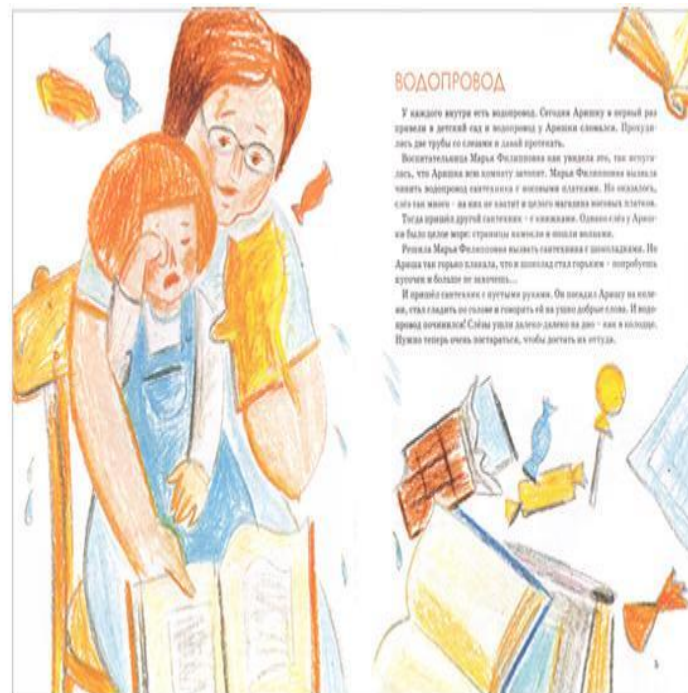 ВОДОПРОВОД
У каждого внутри есть водопровод. Сегодня Аришку в первый раз
привели в детский сад и водопровод у Аришки сломался. Прохуди-
лись две трубы со слезами и давай протекать.
Воспитательница Марья Филипповна как увидела это, так испуга-
лась, что Аришка всю комнату затопит. Марья Филипповна вызвала
чинить водопровод сантехника с носовыми платками. Но оказалось,
слёз так много – на них не хватит и целого магазина носовых платков.
Тогда пришёл другой сантехник – с книжками. Однако слёз у Ариш-
ки было целое море: страницы намокли и пошли волнами.
Решила Марья Филипповна вызвать сантехника с шоколадками. Но
Ариша так горько плакала, что и шоколад стал горьким – попробуешь
кусочек и больше не захочешь...
И пришёл сантехник с пустыми руками. Он посадил Аришу на коле-
ни, стал гладить по голове и говорить ей на ушко добрые слова. И водо-
провод починился! Слёзы ушли далеко-далеко на дно – как в колодце.
Нужно теперь очень постараться, чтобы достать их оттуда.